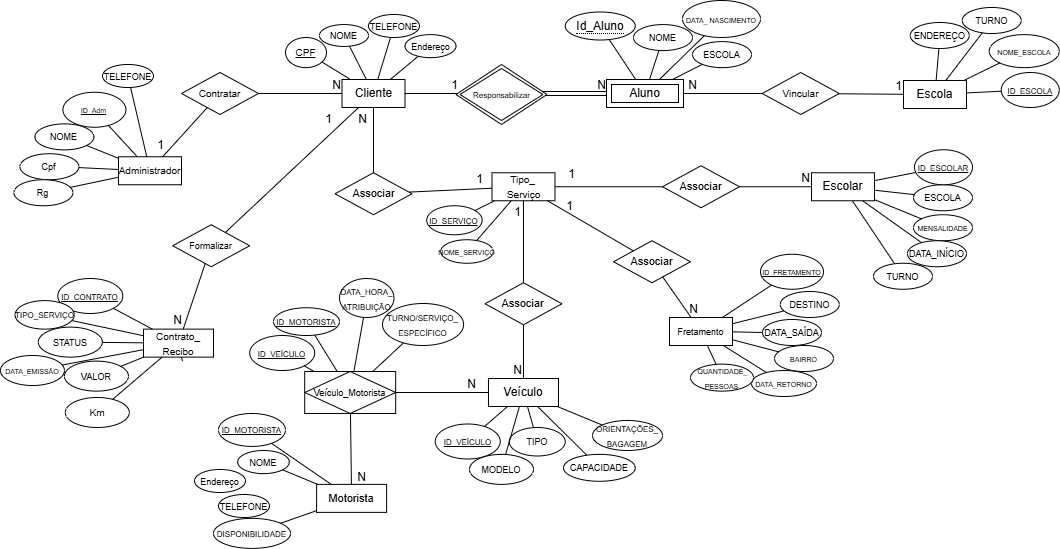 CPF
NOME
TELEFONE
Endereço
Cliente
N
1
N
1
TELEFONE
ID_Adm
NOME
Cpf
Rg
Administrador
1
Contratar
Responsabilizar
Id_Aluno
NOME
DATA_ NASCIMENTO
ESCOLA
Aluno
N
N
Vincular
1
Escola
ENDEREÇO
TURNO
NOME_ESCOLA
ID_ESCOLA
Associar
1
Tipo_
Serviço
1
1
1
ID_SERVIÇO
NOME_SERVIÇO
Associar
N
Escolar
ID_ESCOLAR
ESCOLA
MENSALIDADE
DATA_INÍCIO
TURNO
Associar
N
Fretamento
ID_FRETAMENTO
DESTINO
DATA_SAÍDA
BAIRRO
DATA_RETORNO
QUANTIDADE_
PESSOAS
Formalizar
N
Contrato_
Recibo
ID_CONTRATO
TIPO_SERVIÇO
STATUS
DATA_EMISSÃO
VALOR
Km
Associar
N
Veículo
N
ID_VEÍCULO
MODELO
TIPO
CAPACIDADE
ORIENTAÇÕES_
BAGAGEM
Veículo_Motorista
ID_VEÍCULO
ID_MOTORISTA
DATA_HORA_
ATRIBUIÇÃO
TURNO/SERVIÇO_
ESPECÍFICO
N
Motorista
ID_MOTORISTA
NOME
Endereço
TELEFONE
DISPONIBILIDADE